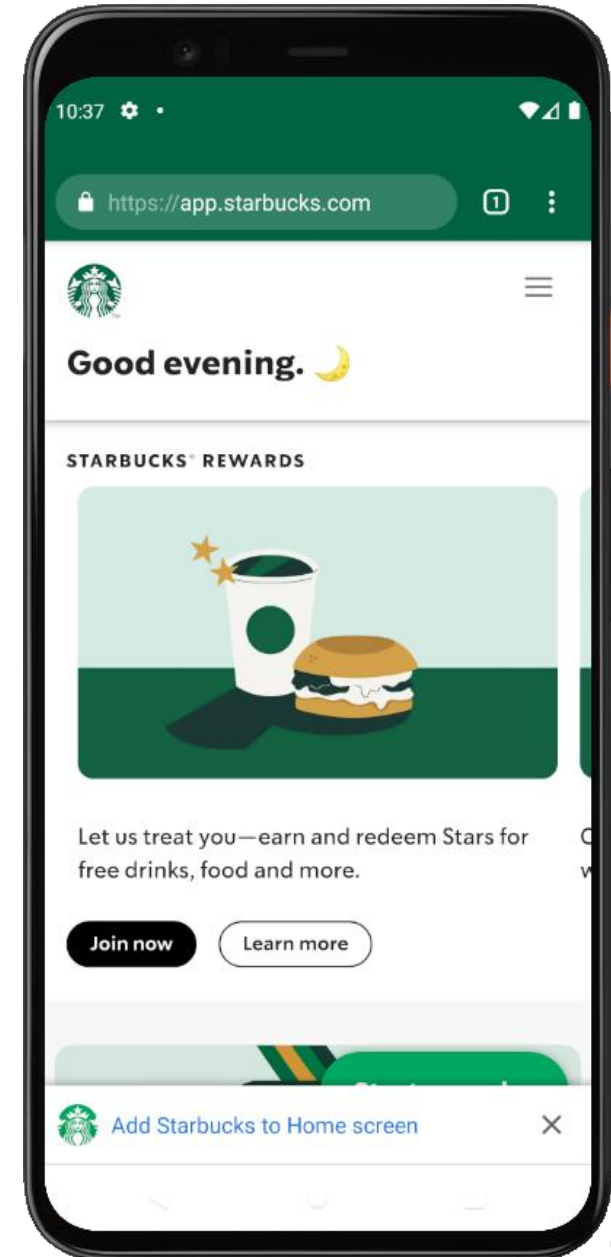 10:37
https://app.starbucks.com
1
Good evening. 🌙
STARBUCKS® REWARDS
Let us treat you—earn and redeem Stars for
free drinks, food and more.
Join now
Learn more
Add Starbucks to Home screen